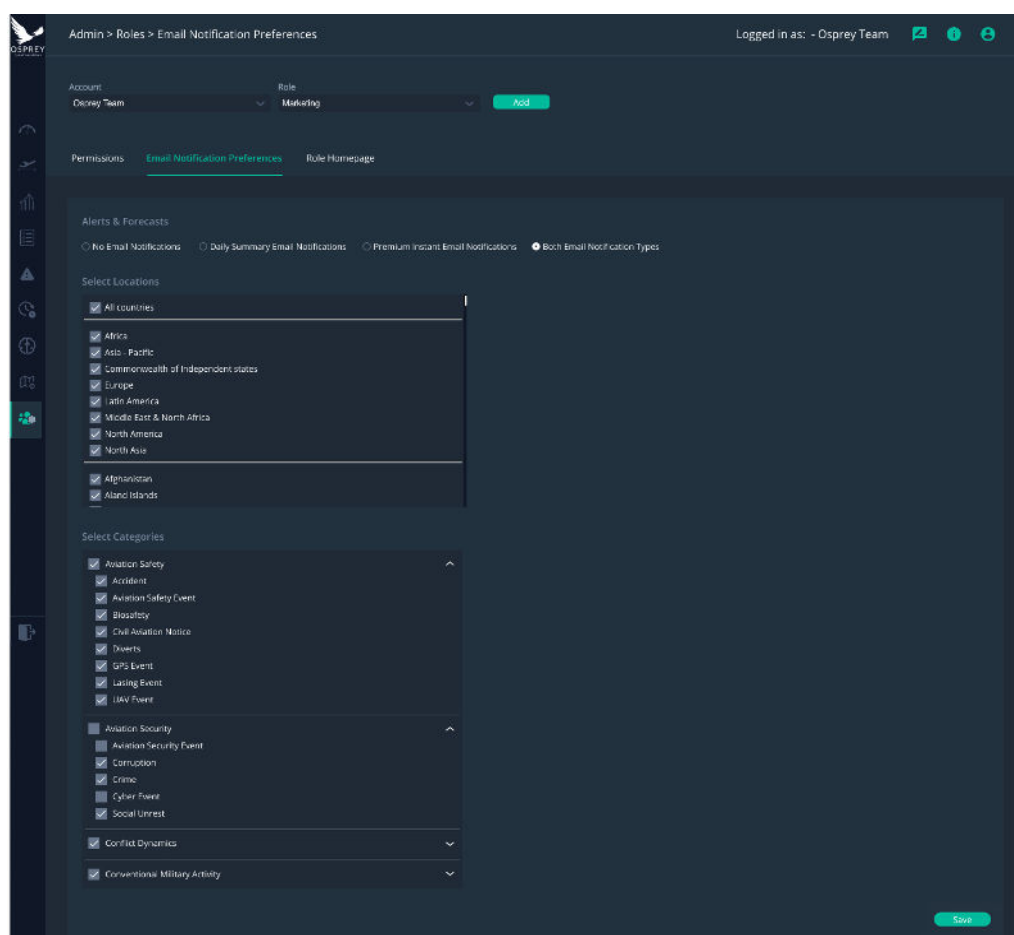 OSPREY
Admin > Roles > Email Notification Preferences
Logged in as: - Osprey Team
Account
Role
Osprey Team
Marketing
Add
Permissions
Email Notification Preferences
Role Homepage
Alerts & Forecasts
No Email Notifications
Daily Summary Email Notifications
Premium Instant Email Notifications
Both Email Notification Types
Select Locations
All countries
Africa
Asia - Pacific
Commonwealth of Independent states
Europe
Latin America
Middle East & North Africa
North America
North Asia
Afghanistan
Aland Islands
Select Categories
Aviation Safety
Accident
Aviation Safety Event
Biosafety
Civil Aviation Notice
Diverts
GPS Event
Lasing Event
UAV Event
Aviation Security
Aviation Security Event
Corruption
Crime
Cyber Event
Social Unrest
Conflict Dynamics
Conventional Military Activity
Save